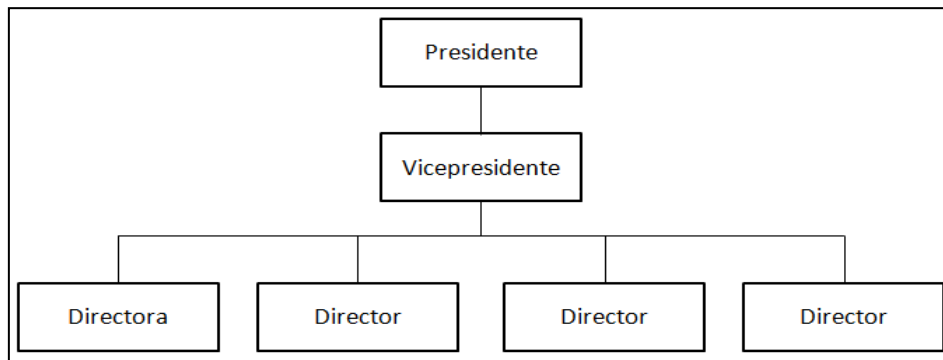 Presidente
Vicepresidente
Directora
Director
Director
Director